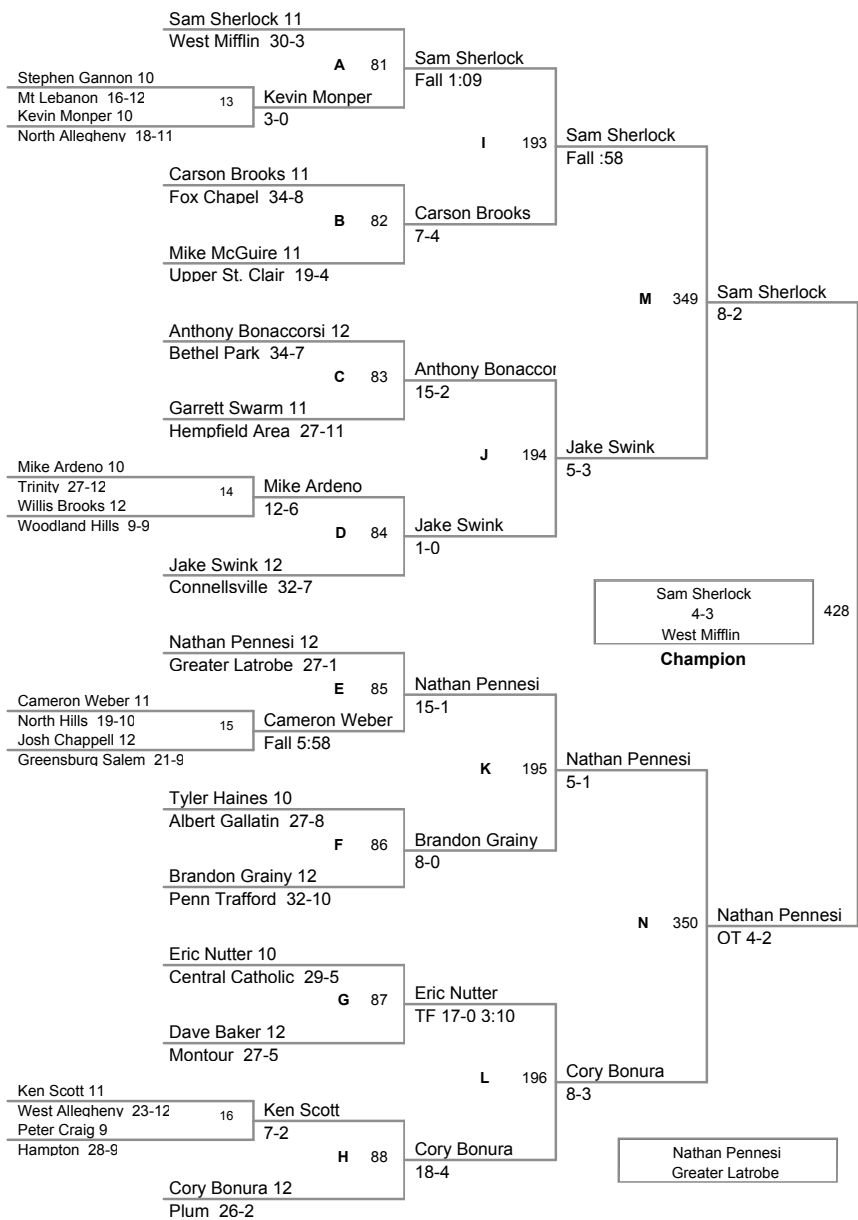 Sam Sherlock 11
West Mifflin 30-3
A 81
Sam Sherlock
Fall 1:09
Stephen Gannon 10
Mt Lebanon 16-12
13
Kevin Monper
3-0
Kevin Monper 10
North Allegheny 18-11
I 193
Sam Sherlock
Fall :58
Carson Brooks 11
Fox Chapel 34-8
B 82
Carson Brooks
7-4
Mike McGuire 11
Upper St. Clair 19-4
M 349
Sam Sherlock
8-2
Anthony Bonaccorsi 12
Bethel Park 34-7
C 83
Anthony Bonaccor
15-2
Garrett Swarm 11
Hempfield Area 27-11
J 194
Jake Swink
5-3
Mike Ardeno 10
Trinity 27-12
14
Mike Ardeno
12-6
Willis Brooks 12
Woodland Hills 9-9
D 84
Jake Swink
1-0
Jake Swink 12
Connellsville 32-7
Sam Sherlock
4-3
West Mifflin
428
Champion
Nathan Pennesi 12
Greater Latrobe 27-1
E 85
Nathan Pennesi
15-1
Cameron Weber 11
North Hills 19-10
15
Cameron Weber
Fall 5:58
Josh Chappell 12
Greensburg Salem 21-9
K 195
Nathan Pennesi
5-1
Tyler Haines 10
Albert Gallatin 27-8
F 86
Brandon Grainy
8-0
Brandon Grainy 12
Penn Trafford 32-10
N 350
Nathan Pennesi
OT 4-2
Eric Nutter 10
Central Catholic 29-5
G 87
Eric Nutter
TF 17-0 3:10
Dave Baker 12
Montour 27-5
L 196
Cory Bonura
8-3
Ken Scott 11
West Allegheny 23-12
16
Ken Scott
7-2
Peter Craig 9
Hampton 28-9
H 88
Cory Bonura
18-4
Cory Bonura 12
Plum 26-2
Nathan Pennesi
Greater Latrobe